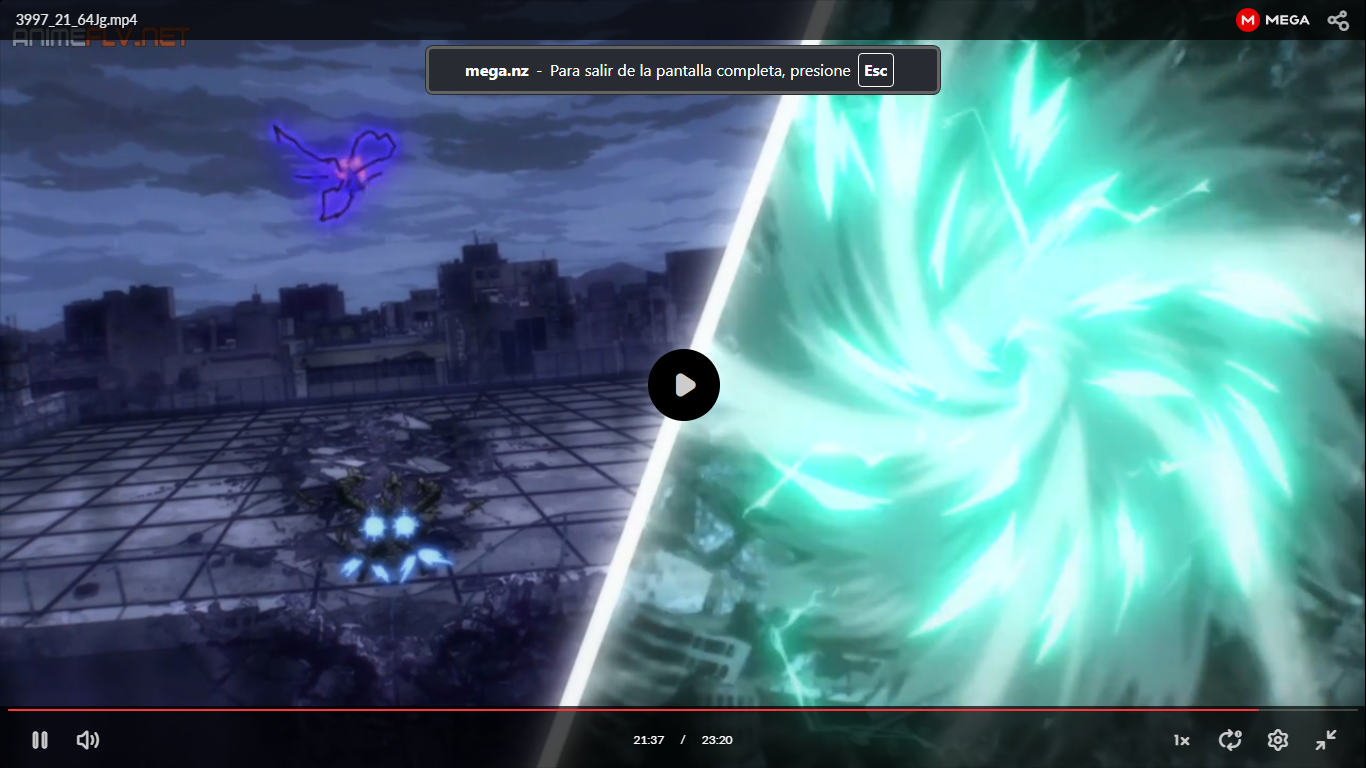 3997_21_64Jg.mp4
ANIMEFLV.NET
M MEGA
mega.nz - Para salir de la pantalla completa, presione Esc
21:37 / 23:20
1x